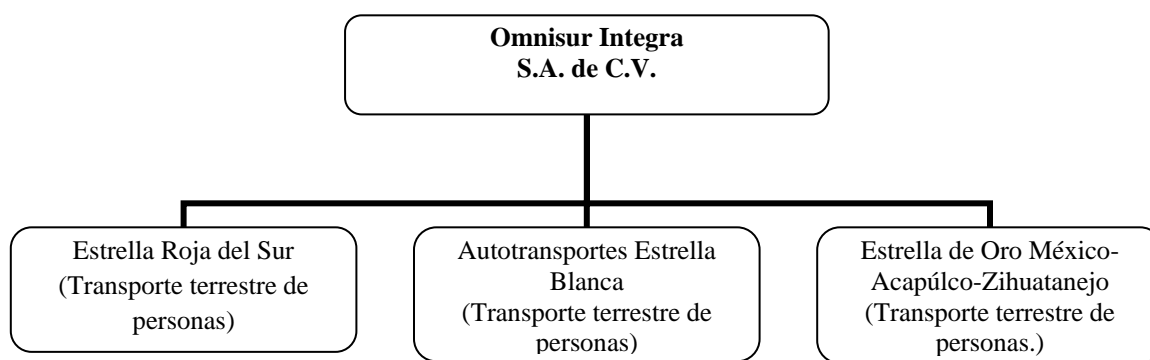 Omnisur Integra
S.A. de C.V.
Estrella Roja del Sur
(Transporte terrestre de
personas)
Autotransportes Estrella
Blanca
(Transporte terrestre de
personas)
Estrella de Oro México-
Acapúlco-Zihuatanejo
(Transporte terrestre de
personas.)